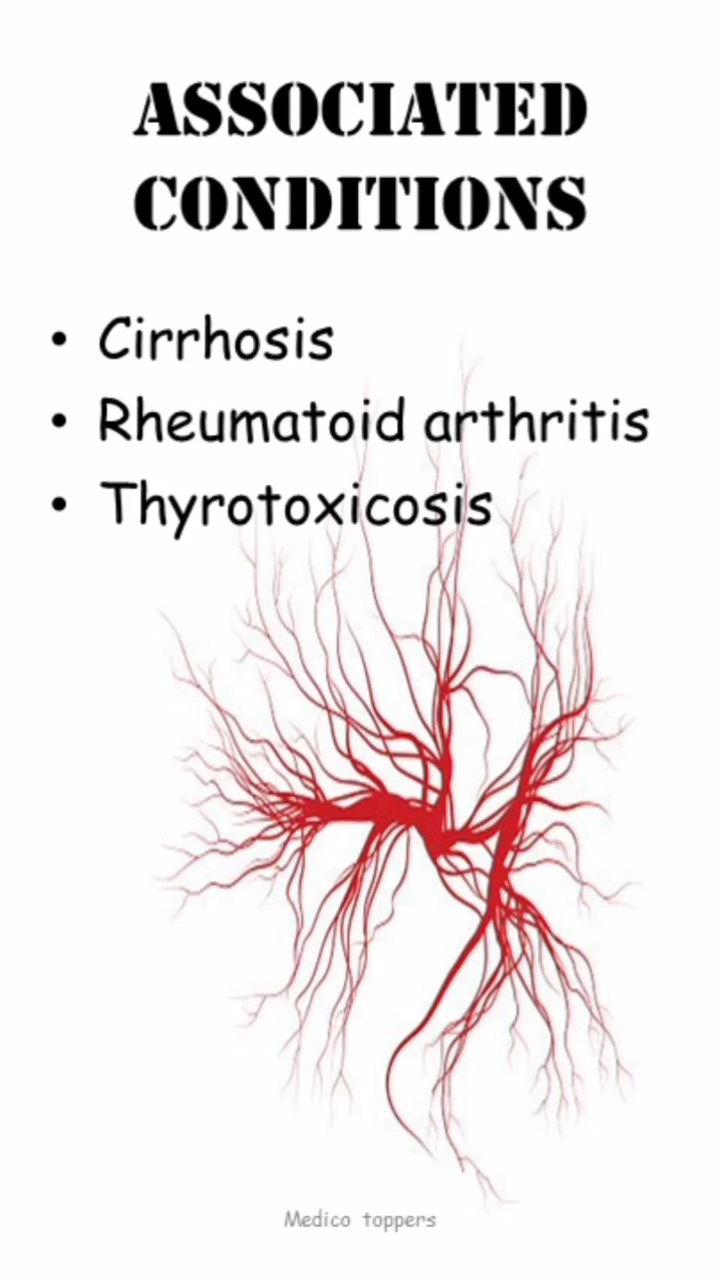 ASSOCIATED
CONDITIONS
• Cirrhosis
• Rheumatoid arthritis
• Thyrotoxicosis
Medico toppers